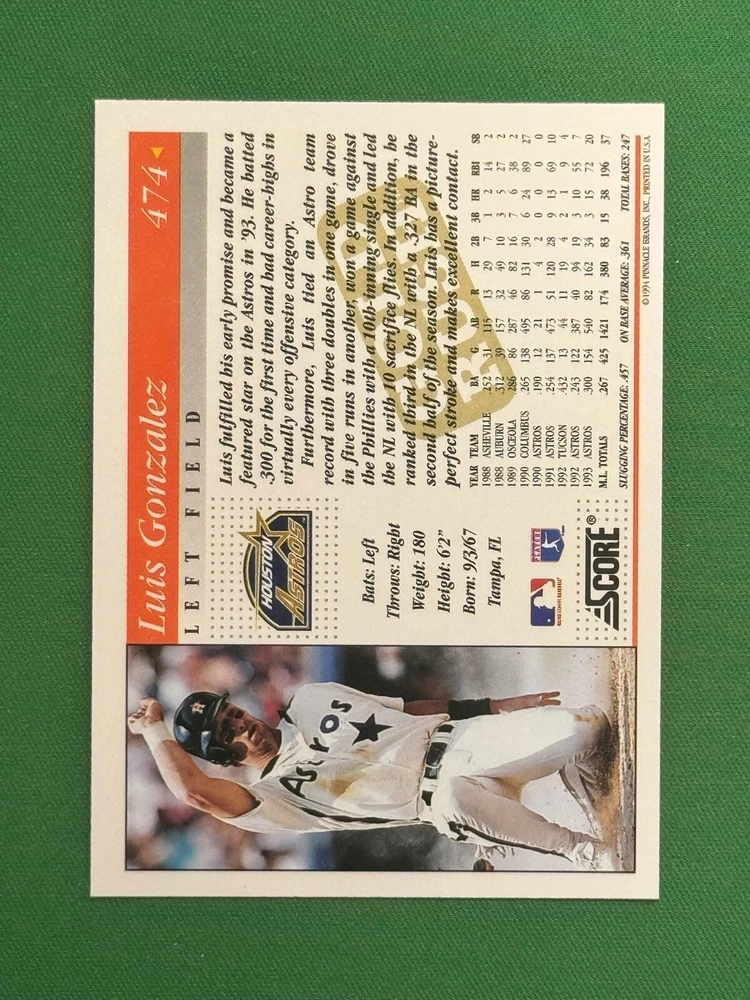 Luis Gonzalez 474
LEFT FIELD
HOUSTON
ASTROS
Bats: Left
Throws: Right
Weight: 180
Height: 6'2"
Born: 9/3/67
Tampa, FL
PLAYERS
SCORE®
Luis fulfilled his early promise and became a
featured star on the Astros in '93. He batted
.300 for the first time and had career-highs in
virtually every offensive category.
Furthermore, Luis tied an Astro team
record with three doubles in one game, drove
in five runs in another, won a game against
the Phillies with a 10th-inning single and led
the NL with 10 sacrifice flies. In addition, he
ranked third in the NL with a .327 BA in the
second half of the season. Luis has a picture-
perfect stroke and makes excellent contact.
GOLD
RUSH
YEAR TEAM BA G AB R H 2B 3B HR RBI SB
1988 ASHEVILLE .252 31 115 13 29 7 1 2 14 2
1988 AUBURN .312 39 157 32 49 10 3 5 27 2
1989 OSCEOLA .286 86 287 46 82 16 7 6 38 2
1990 COLUMBUS .265 138 495 86 131 30 6 24 89 27
1990 ASTROS .190 12 21 1 4 2 0 0 0 0
1991 ASTROS .254 137 473 51 120 28 9 13 69 10
1992 TUCSON .432 13 44 11 19 4 2 1 9 4
1992 ASTROS .243 122 387 40 94 19 3 10 55 7
1993 ASTROS .300 154 540 82 162 34 3 15 72 20
M.L. TOTALS .267 425 1421 174 380 83 15 38 196 37
SLUGGING PERCENTAGE: .457 ON BASE AVERAGE: .361 TOTAL BASES: 247
©1994 PINNACLE BRANDS, INC., PRINTED IN U.S.A
Astros